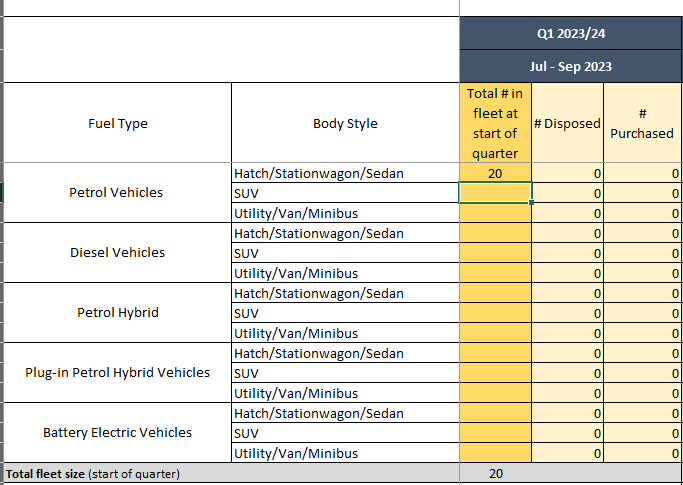 Q1 2023/24
Jul - Sep 2023
Fuel Type Body Style Total # in fleet at start of quarter # Disposed # Purchased
Petrol Vehicles
Hatch/Stationwagon/Sedan 20 0 0
SUV 0 0
Utility/Van/Minibus 0 0
Diesel Vehicles
Hatch/Stationwagon/Sedan 0 0
SUV 0 0
Utility/Van/Minibus 0 0
Petrol Hybrid
Hatch/Stationwagon/Sedan 0 0
SUV 0 0
Utility/Van/Minibus 0 0
Plug-in Petrol Hybrid Vehicles
Hatch/Stationwagon/Sedan 0 0
SUV 0 0
Utility/Van/Minibus 0 0
Battery Electric Vehicles
Hatch/Stationwagon/Sedan 0 0
SUV 0 0
Utility/Van/Minibus 0 0
Total fleet size (start of quarter) 20